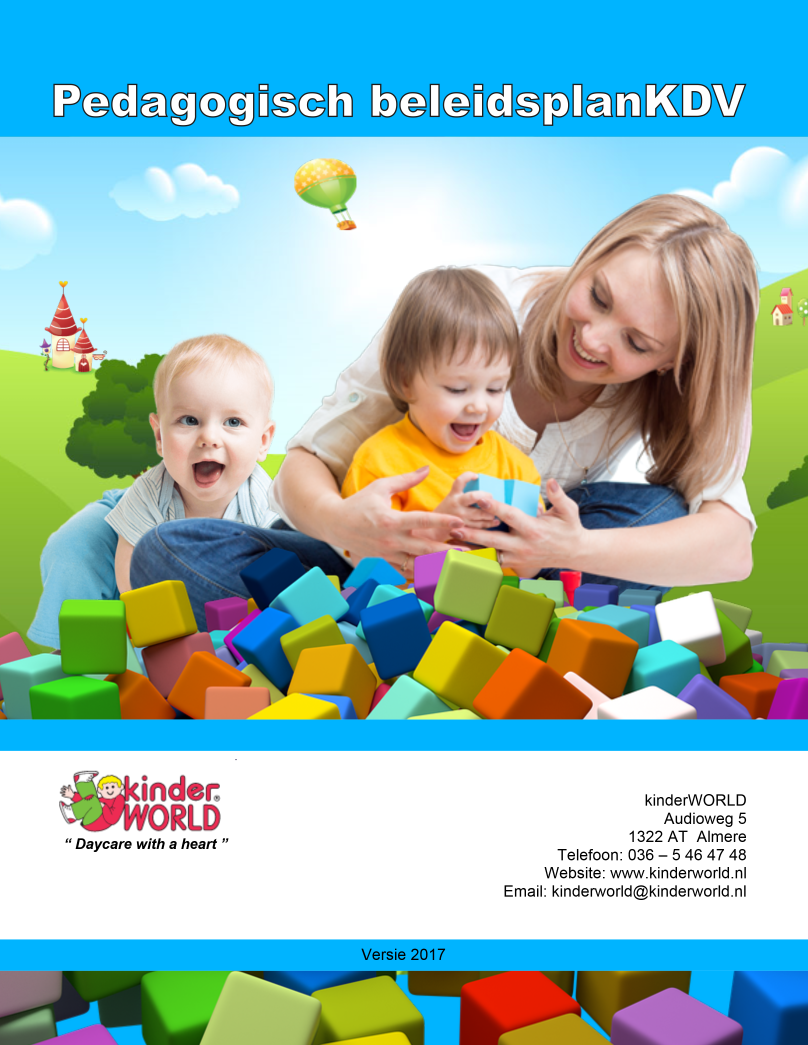 Pedagogisch beleidsplanKDV
kinder®
WORLD
“ Daycare with a heart ”
kinderWORLD
Audioweg 5
1322 AT  Almere
Telefoon: 036 – 5 46 47 48
Website: www.kinderworld.nl
Email: kinderworld@kinderworld.nl
Versie 2017